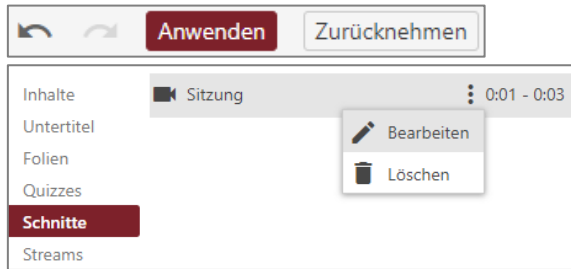 Anwenden Zurücknehmen
Inhalte
Sitzung 0:01 - 0:03
Untertitel
Bearbeiten
Folien
Löschen
Quizzes
Schnitte
Streams